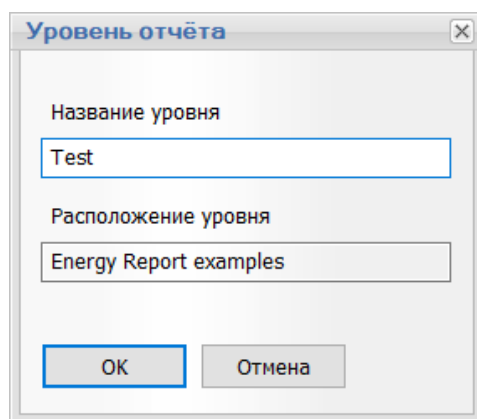 Уровень отчёта
Название уровня
Test
Расположение уровня
Energy Report examples
OK
Отмена